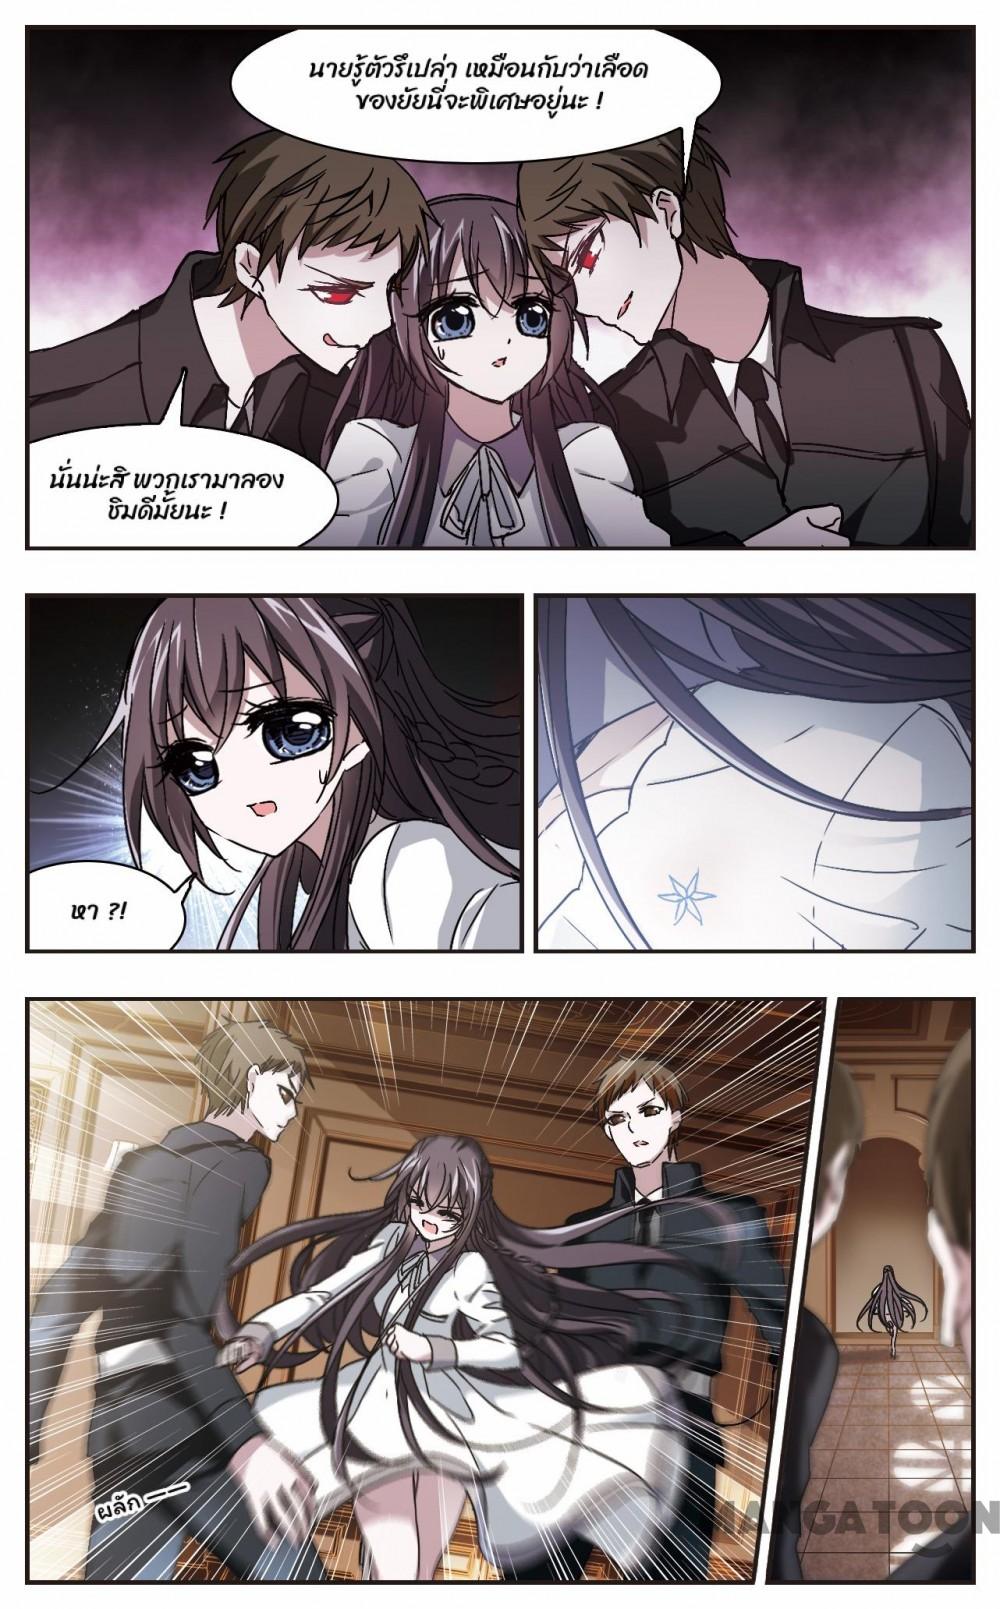 นายรู้ตัวรึเปล่า เหมือนกับว่าเลือด
ของยัยนี่จะพิเศษอยู่นะ !
นั่นน่ะสิ พวกเรามาลอง
ชิมดีมั้ยนะ !
หา ?!
ผลัก——
MANGATOON